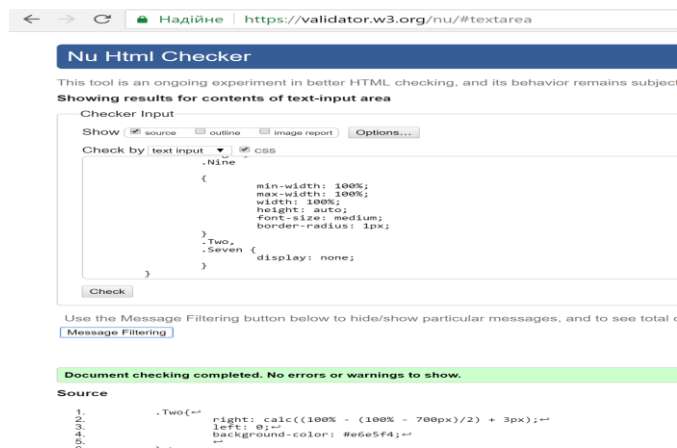 Надійне https://validator.w3.org/nu/#textarea
Nu Html Checker
This tool is an ongoing experiment in better HTML checking, and its behavior remains subject
Showing results for contents of text-input area
Checker Input
Show source outline image report Options...
Check by text input css
.Nine
{
min-width: 100%;
max-width: 100%;
width: 100%;
height: auto;
font-size: medium;
border-radius: 1px;
}
.Two,
.Seven {
display: none;
}
}
Check
Use the Message Filtering button below to hide/show particular messages, and to see total
Message Filtering
Document checking completed. No errors or warnings to show.
Source
1. .Two{↩
2. right: calc((100% - (100% - 700px)/2) + 3px);↩
3. left: 0;↩
4. background-color: #e6e5f4;↩
5. ↩